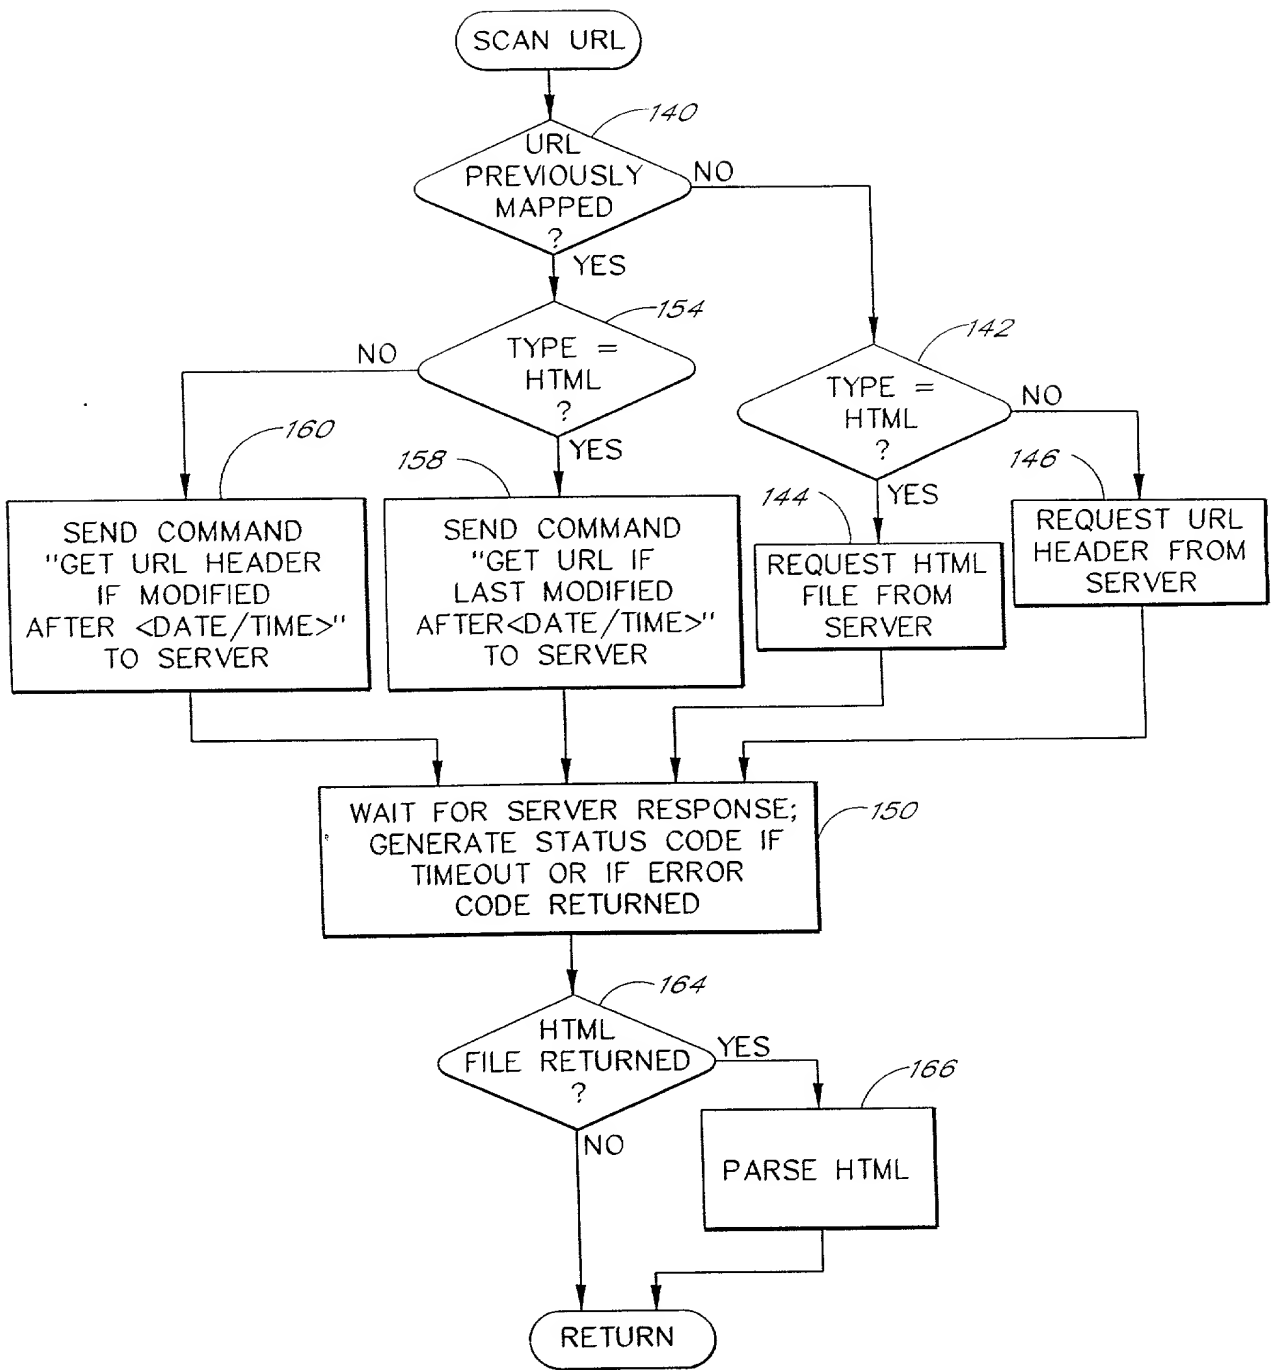 SCAN URL
140
URL
PREVIOUSLY
MAPPED
?
NO
YES
154
TYPE =
HTML
?
NO
YES
142
TYPE =
HTML
?
NO
YES
160
SEND COMMAND
"GET URL HEADER
IF MODIFIED
AFTER <DATE/TIME>"
TO SERVER
158
SEND COMMAND
"GET URL IF
LAST MODIFIED
AFTER<DATE/TIME>"
TO SERVER
144
REQUEST HTML
FILE FROM
SERVER
146
REQUEST URL
HEADER FROM
SERVER
150
WAIT FOR SERVER RESPONSE;
GENERATE STATUS CODE IF
TIMEOUT OR IF ERROR
CODE RETURNED
164
HTML
FILE RETURNED
?
YES
NO
166
PARSE HTML
RETURN